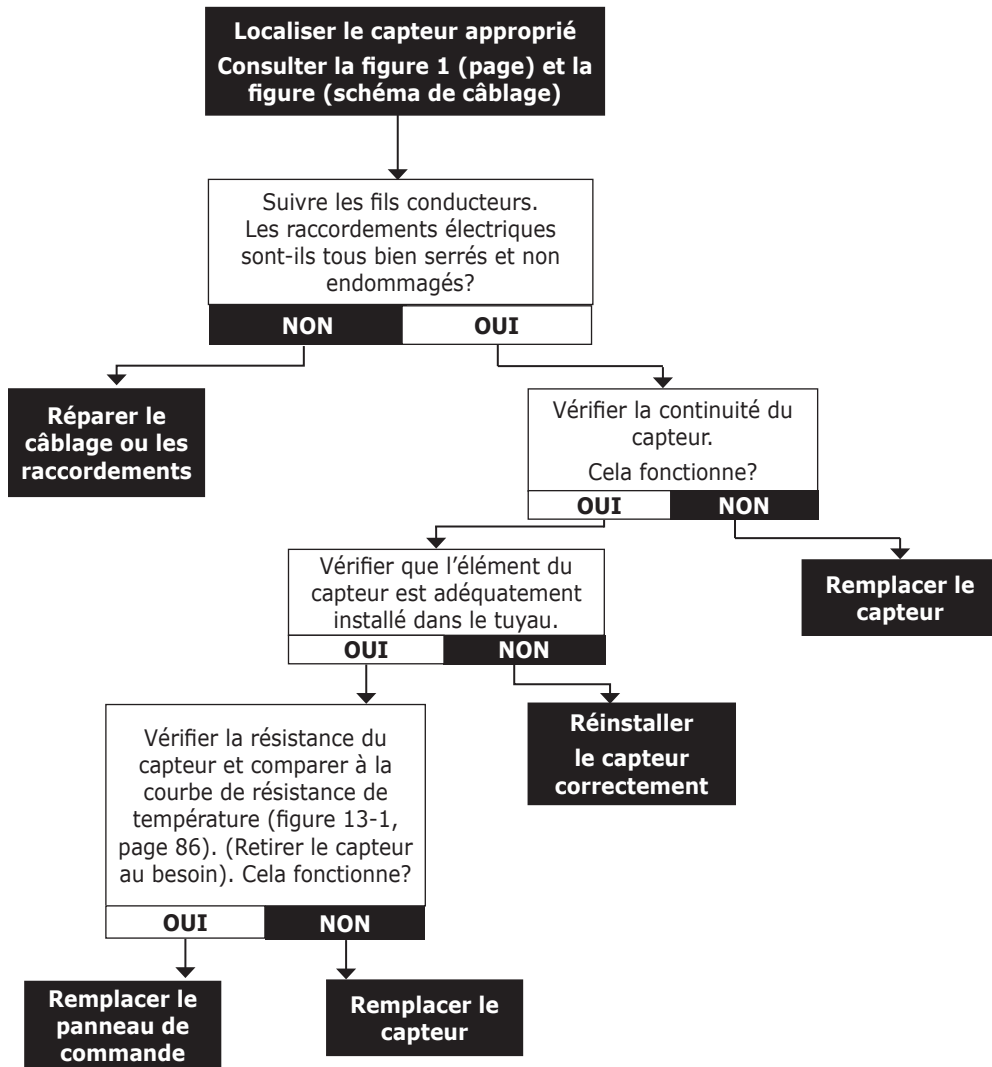 Localiser le capteur approprié
Consulter la figure 1 (page) et la
figure (schéma de câblage)
Suivre les fils conducteurs.
Les raccordements électriques
sont-ils tous bien serrés et non
endommagés?
NON
OUI
Réparer le
câblage ou les
raccordements
Vérifier la continuité du
capteur.
Cela fonctionne?
OUI
NON
Vérifier que l'élément du
capteur est adéquatement
installé dans le tuyau.
OUI
NON
Remplacer le
capteur
Réinstaller
le capteur
correctement
Vérifier la résistance du
capteur et comparer à la
courbe de résistance de
température (figure 13-1,
page 86). (Retirer le capteur
au besoin). Cela fonctionne?
OUI
NON
Remplacer le
panneau de
commande
Remplacer le
capteur